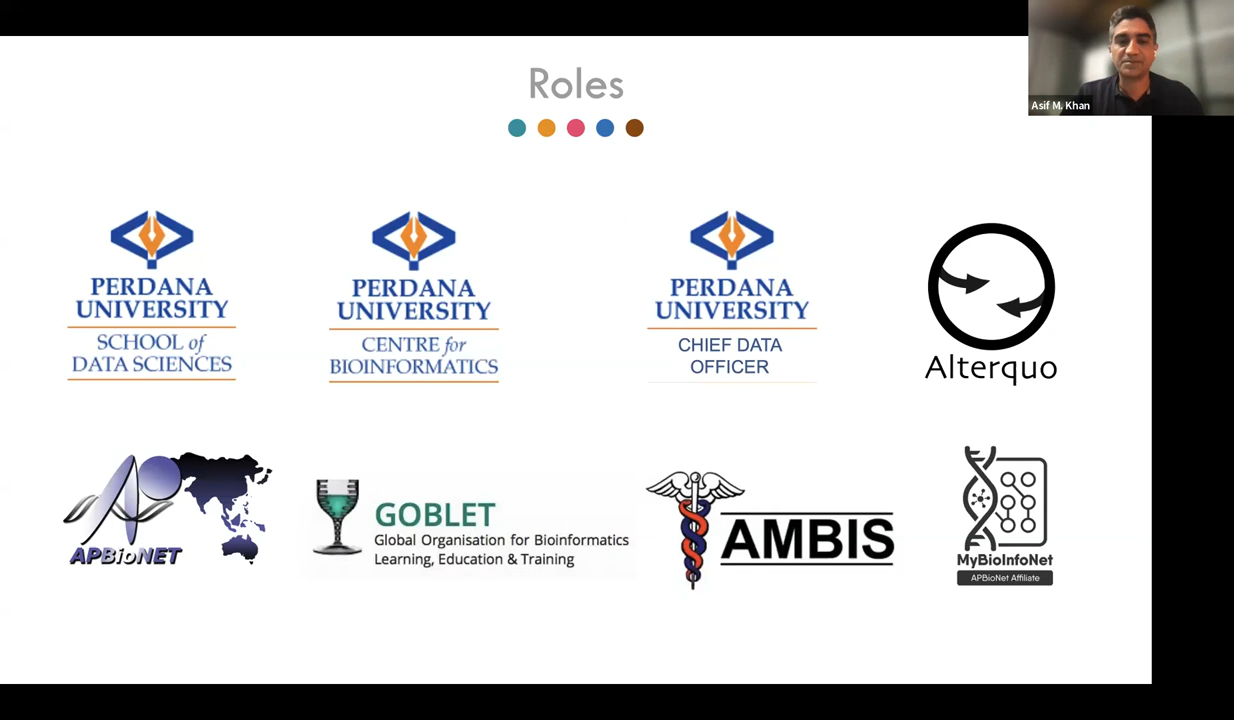 Roles
Asif M. Khan
PERDANA
UNIVERSITY
SCHOOL of
DATA SCIENCES
PERDANA
UNIVERSITY
CENTRE for
BIOINFORMATICS
PERDANA
UNIVERSITY
CHIEF DATA
OFFICER
Alterquo
APBioNET
GOBLET
Global Organisation for Bioinformatics
Learning, Education & Training
AMBIS
MyBioInfoNet
APBioNet Affiliate